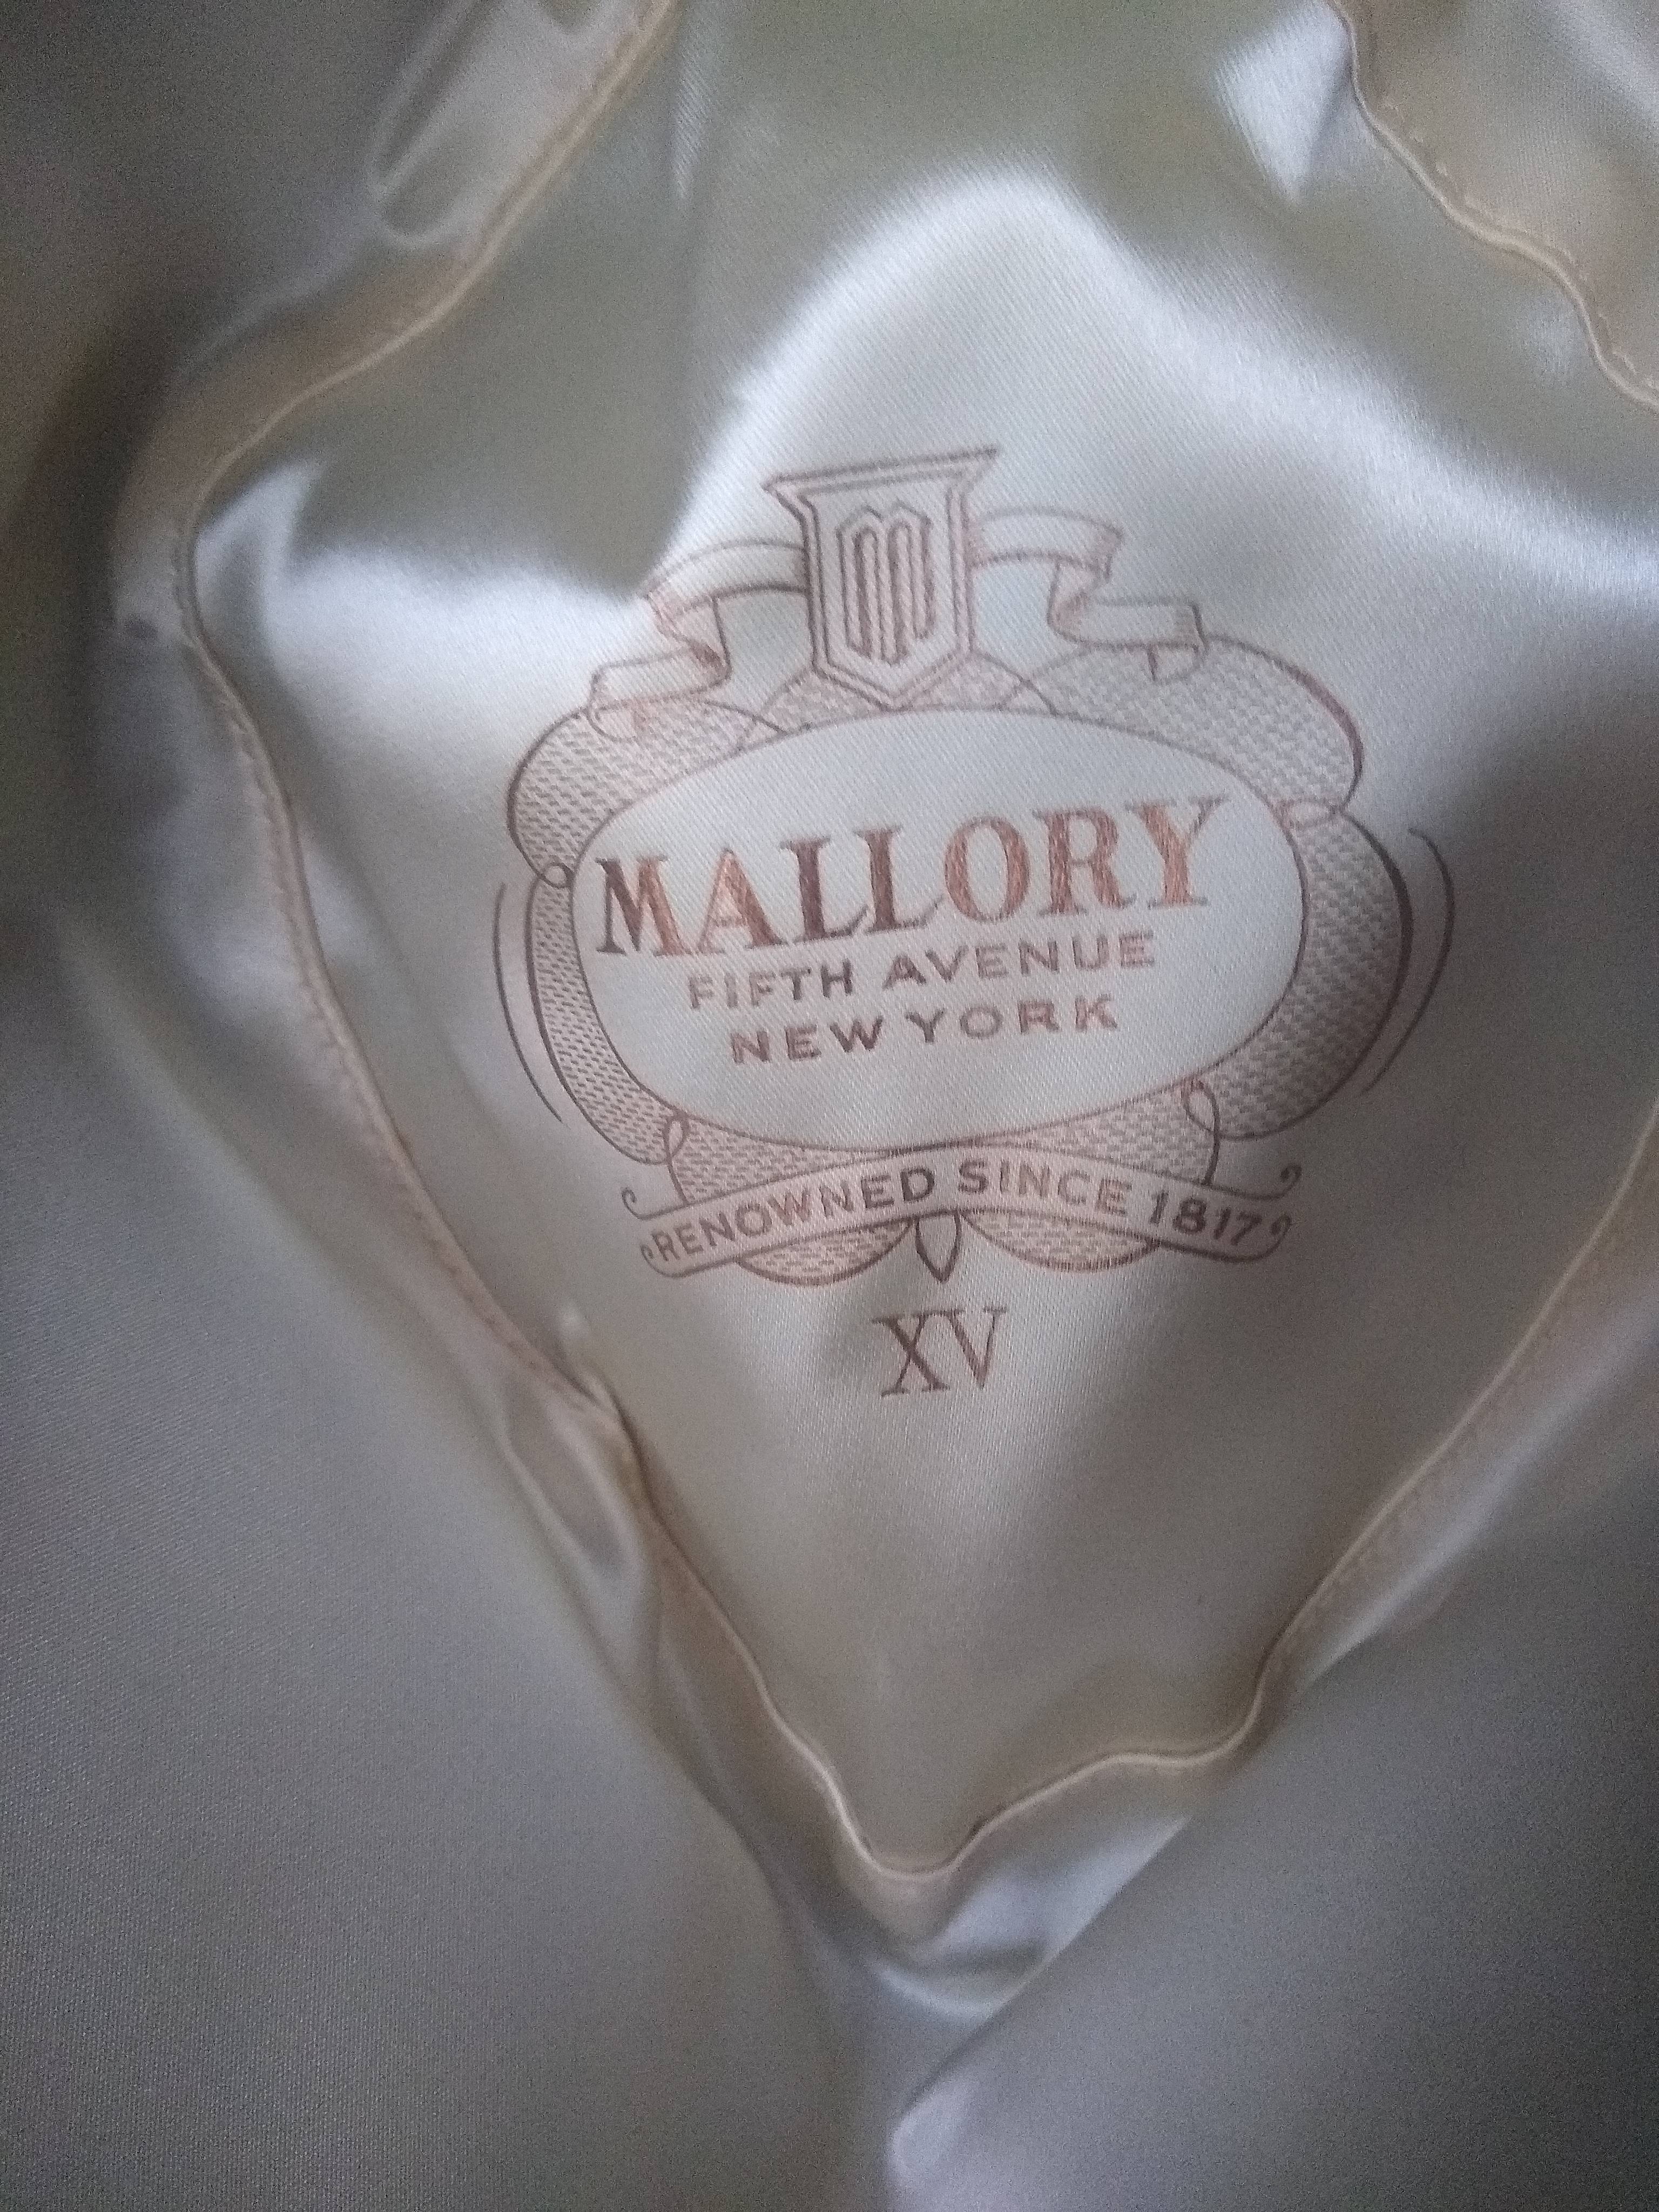 M
MALLORY
FIFTH AVENUE
NEW YORK
RENOWNED SINCE 1817
XV